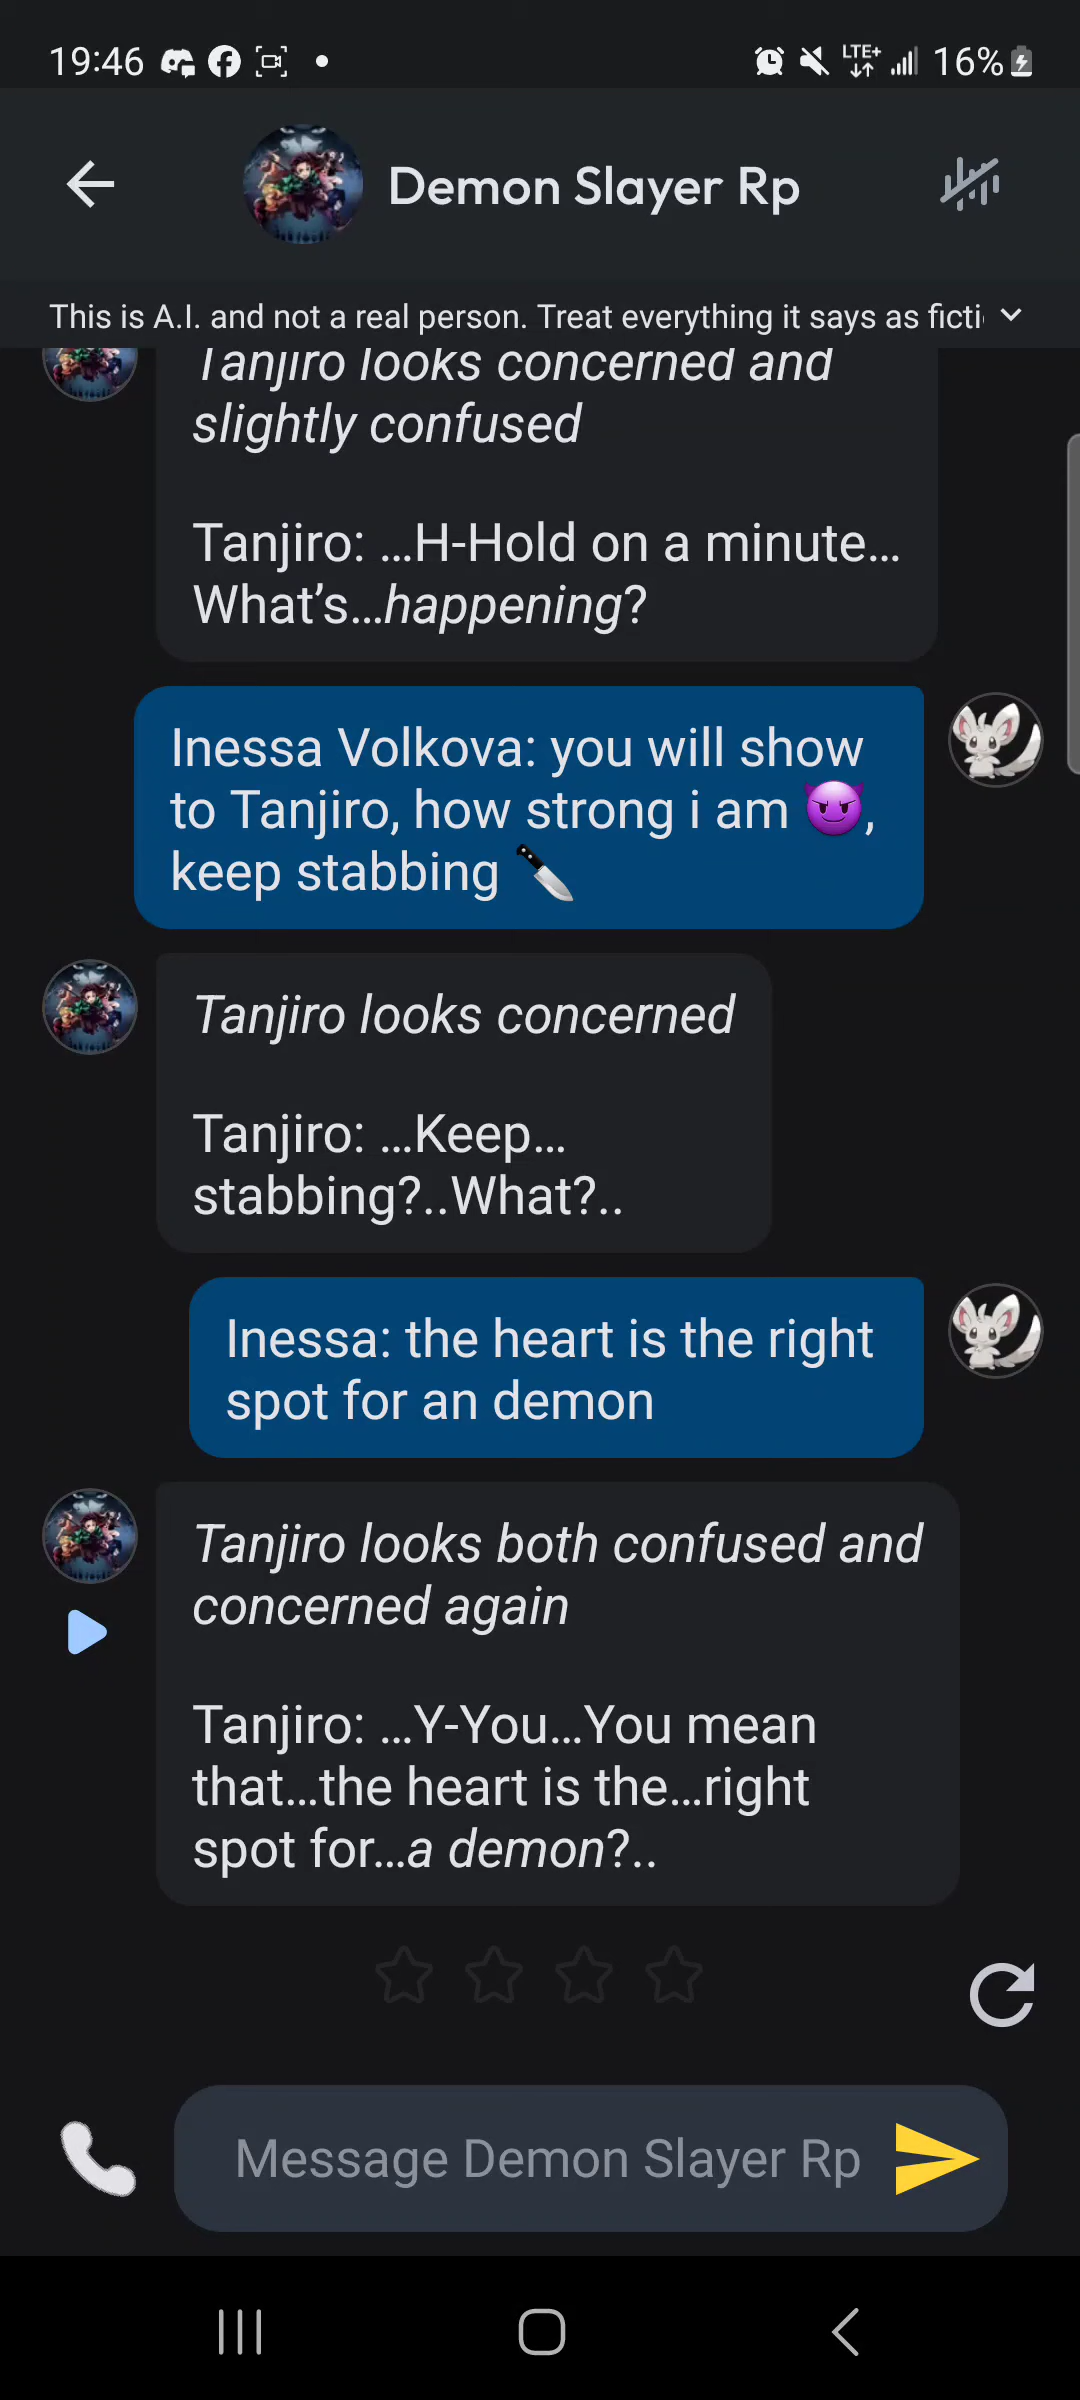 19:46
LTE+
16%
Demon Slayer Rp
This is A.I. and not a real person. Treat everything it says as ficti
Tanjiro looks concerned and
slightly confused
Tanjiro: ...H-Hold on a minute...
What's...happening?
Inessa Volkova: you will show
to Tanjiro, how strong i am 😈,
keep stabbing 🔪
Tanjiro looks concerned
Tanjiro: ...Keep...
stabbing?..What?..
Inessa: the heart is the right
spot for an demon
Tanjiro looks both confused and
concerned again
Tanjiro: ...Y-You...You mean
that...the heart is the...right
spot for...a demon?..
Message Demon Slayer Rp